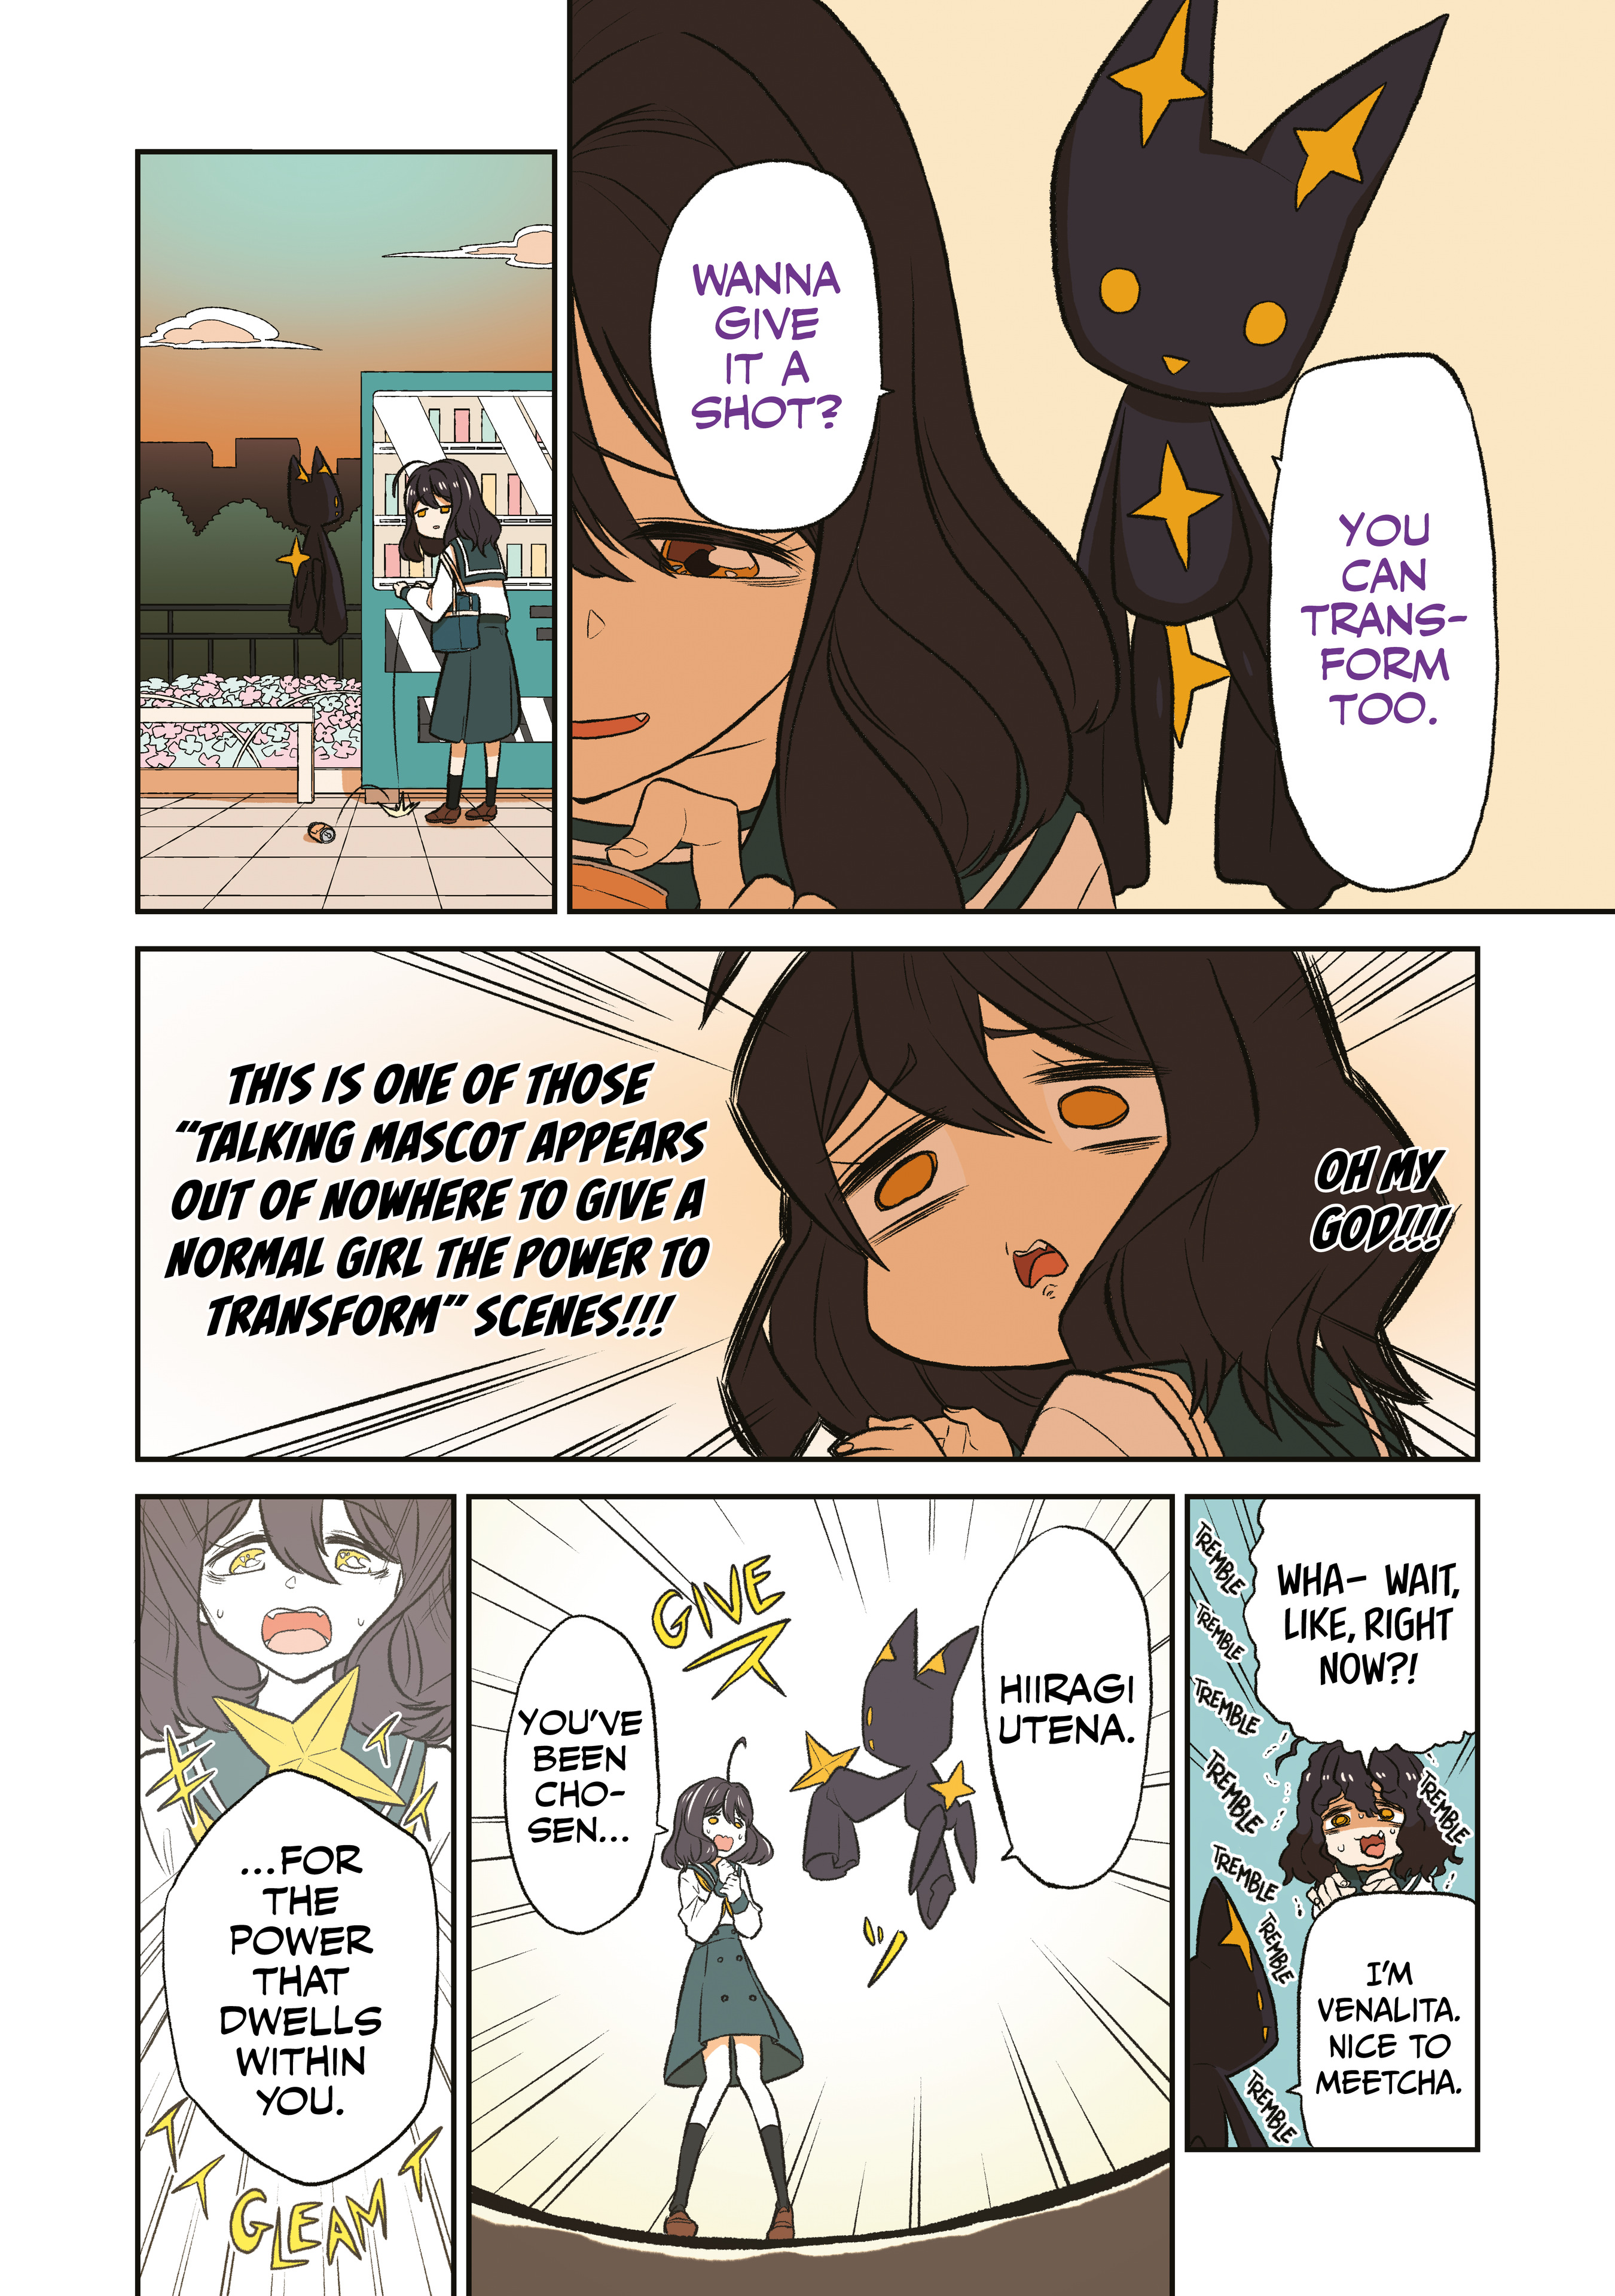 YOU
CAN
TRANS-
FORM
TOO.
WANNA
GIVE
IT A
SHOT?
OH MY
GOD!!!
THIS IS ONE OF THOSE
“TALKING MASCOT APPEARS
OUT OF NOWHERE TO GIVE A
NORMAL GIRL THE POWER TO
TRANSFORM” SCENES!!!
WHA– WAIT,
LIKE, RIGHT
NOW?!
TREMBLE
TREMBLE
TREMBLE
TREMBLE
TREMBLE
TREMBLE
TREMBLE
TREMBLE
I'M
VENALITA.
NICE TO
MEETCHA.
HIIRAGI
UTENA.
GIVE
ス
ッ
YOU'VE
BEEN
CHO-
SEN...
...FOR
THE
POWER
THAT
DWELLS
WITHIN
YOU.
GLEAM